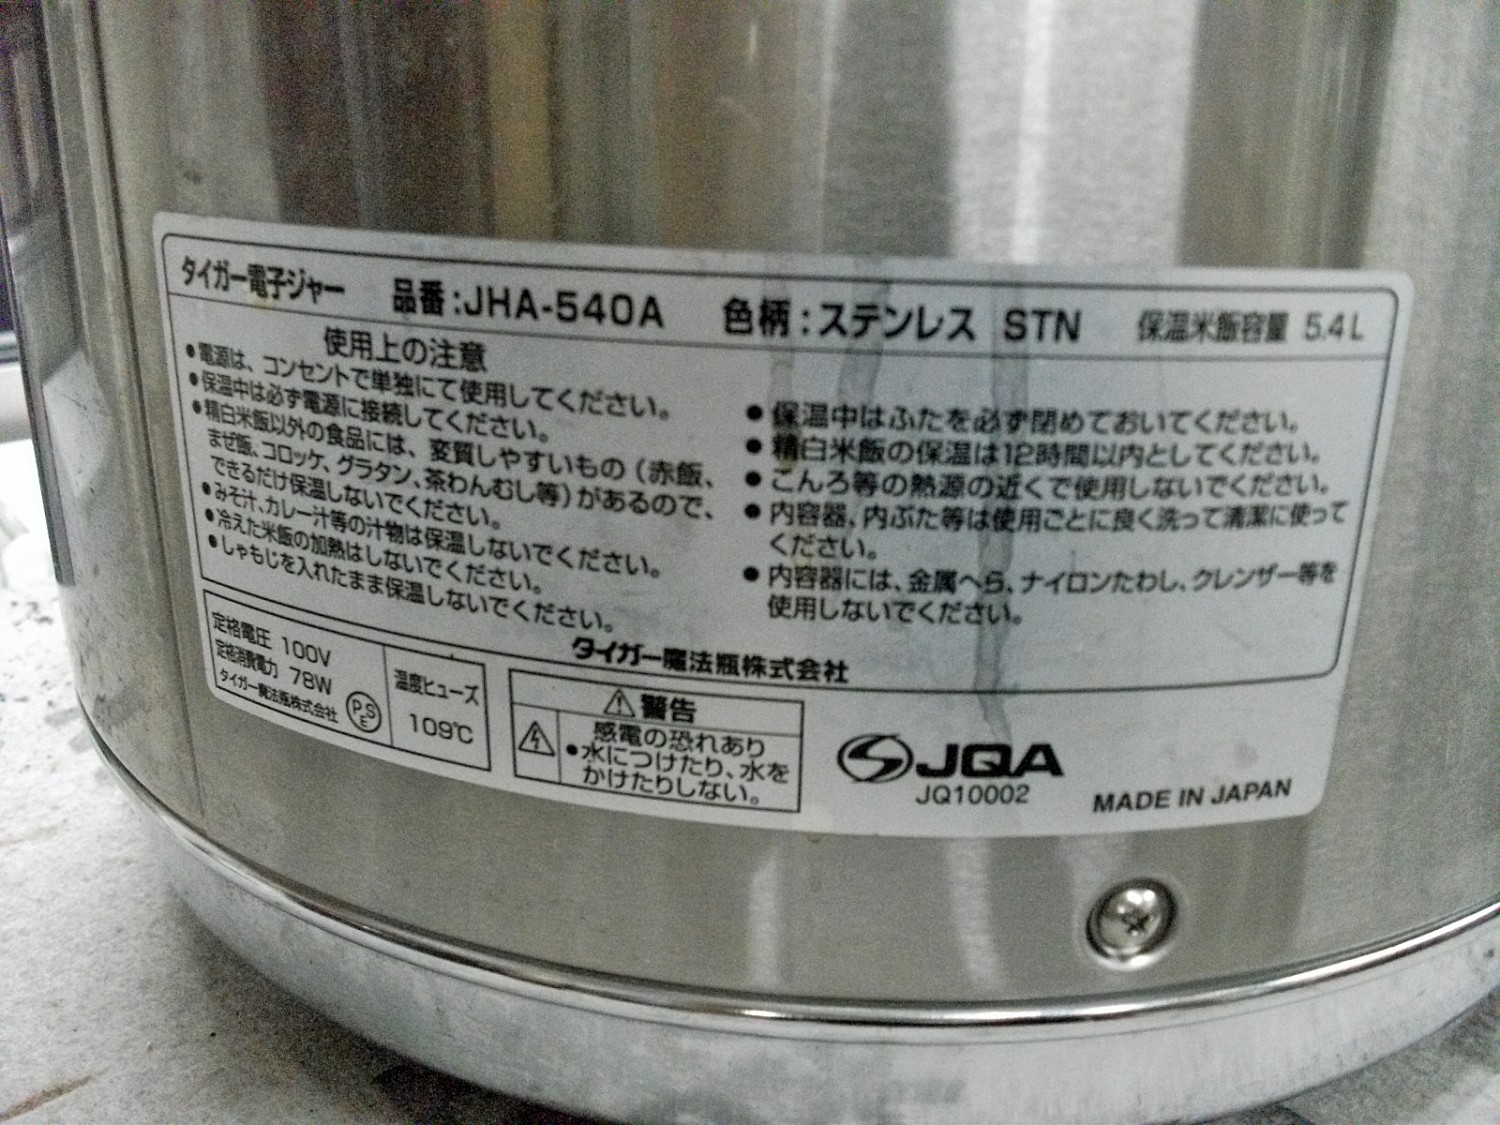 タイガー電子ジャー 品番:JHA-540A 色柄:ステンレス STN 保温米飯容量 5.4L
使用上の注意
●電源は、コンセントで単独にて使用してください。
●保温中は必ず電源に接続してください。
●精白米飯以外の食品には、変質しやすいもの(赤飯、
まぜ飯、コロッケ、グラタン、茶わんむし等)があるので、
できるだけ保温しないでください。
●みそ汁、カレー汁等の汁物は保温しないでください。
●冷えた米飯の加熱はしないでください。
●しゃもじを入れたまま保温しないでください。
●保温中はふたを必ず閉めておいてください。
●精白米飯の保温は12時間以内としてください。
●こんろ等の熱源の近くで使用しないでください。
●内容器、内ぶた等は使用ごとに良く洗って清潔に使って
ください。
●内容器には、金属へら、ナイロンたわし、クレンザー等を
使用しないでください。
タイガー魔法瓶株式会社
定格電圧 100V
定格消費電力 78W
タイガー魔法瓶株式会社
PSE
温度ヒューズ
109℃
警告
感電の恐れあり
●水につけたり、水を
かけたりしない。
JQA
JQ10002
MADE IN JAPAN